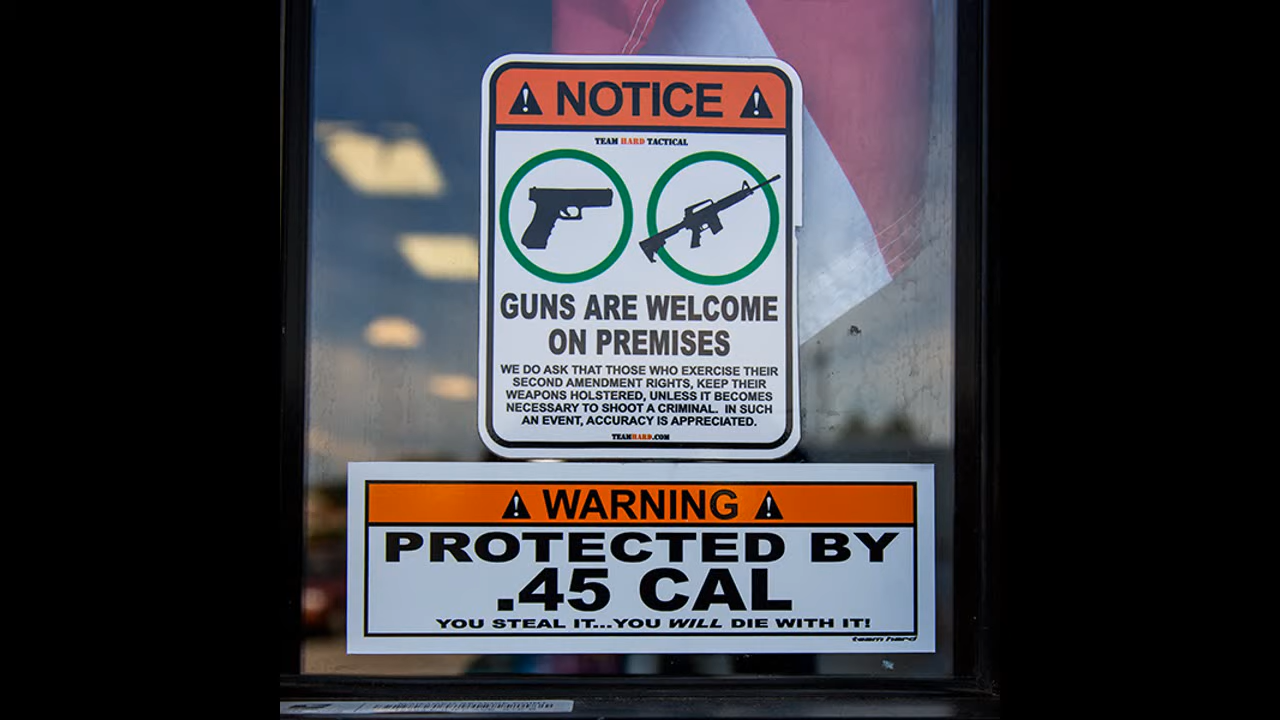 NOTICE
TEAM HARD TACTICAL
GUNS ARE WELCOME
ON PREMISES
WE DO ASK THAT THOSE WHO EXERCISE THEIR
SECOND AMENDMENT RIGHTS, KEEP THEIR
WEAPONS HOLSTERED, UNLESS IT BECOMES
NECESSARY TO SHOOT A CRIMINAL. IN SUCH
AN EVENT, ACCURACY IS APPRECIATED.
TEAMHARD.COM
WARNING
PROTECTED BY
.45 CAL
YOU STEAL IT...YOU WILL DIE WITH IT!
team hard